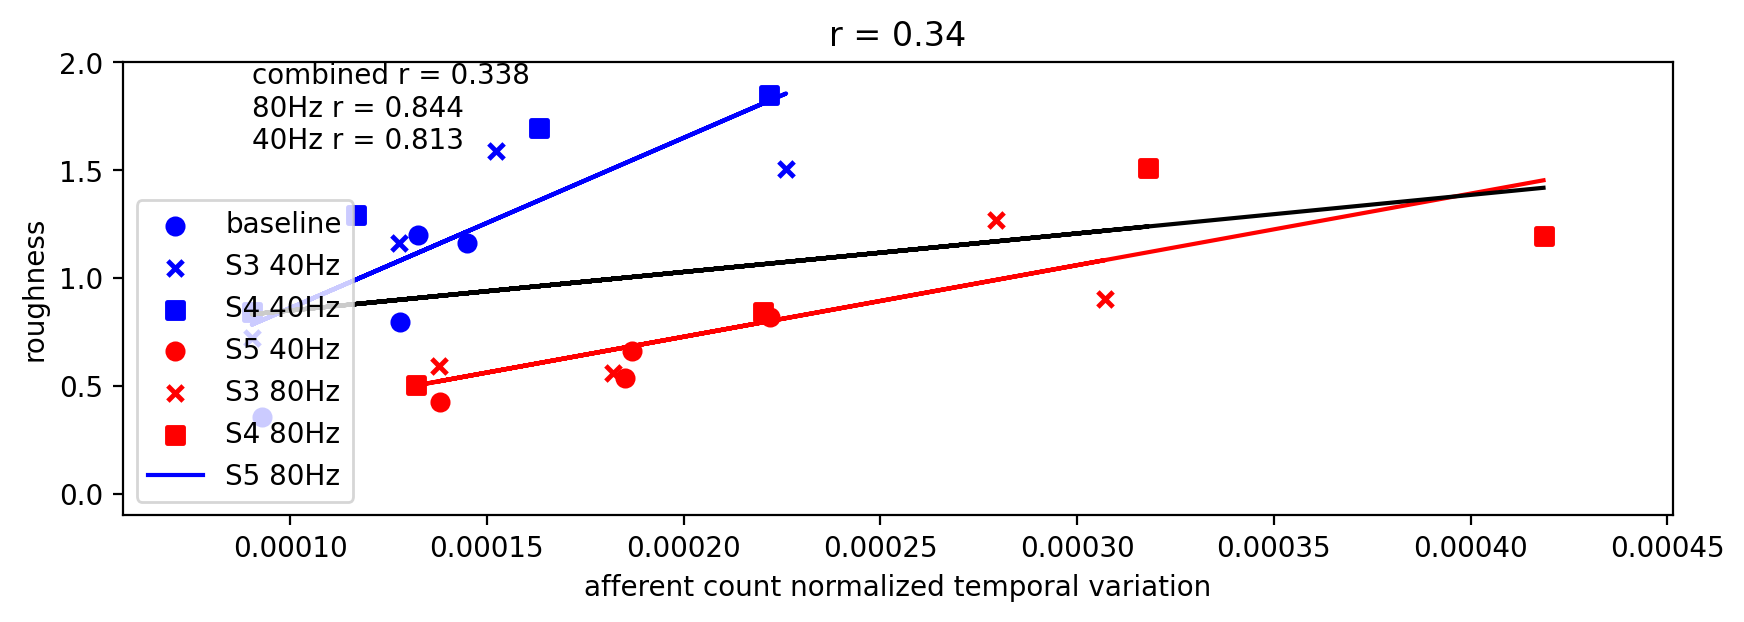 r = 0.34
combined r = 0.338
80Hz r = 0.844
40Hz r = 0.813
baseline
S3 40Hz
S4 40Hz
S5 40Hz
S3 80Hz
S4 80Hz
S5 80Hz
roughness
2.0
1.5
1.0
0.5
0.0
0.00010 0.00015 0.00020 0.00025 0.00030 0.00035 0.00040 0.00045
afferent count normalized temporal variation